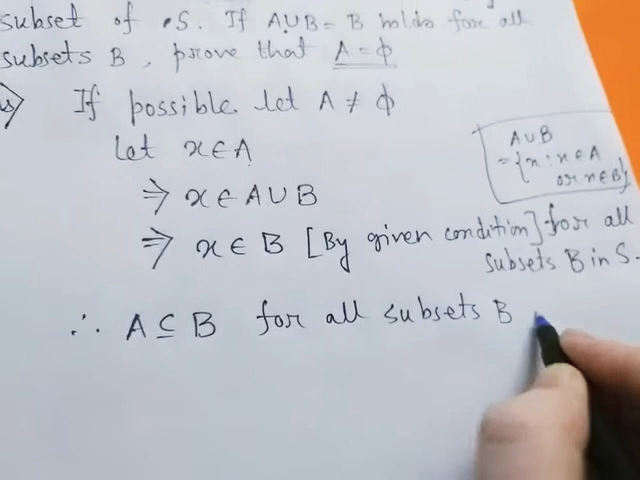 subset of S. If A∪B = B holds for all
subsets B, prove that A = ϕ
If possible let A ≠ ϕ
Let x ∈ A
⇒ x ∈ A∪B
⇒ x ∈ B [By given condition] for all
subsets B in S.
A∪B
= {x : x ∈ A
or x ∈ B}
∴ A ⊆ B for all subsets B